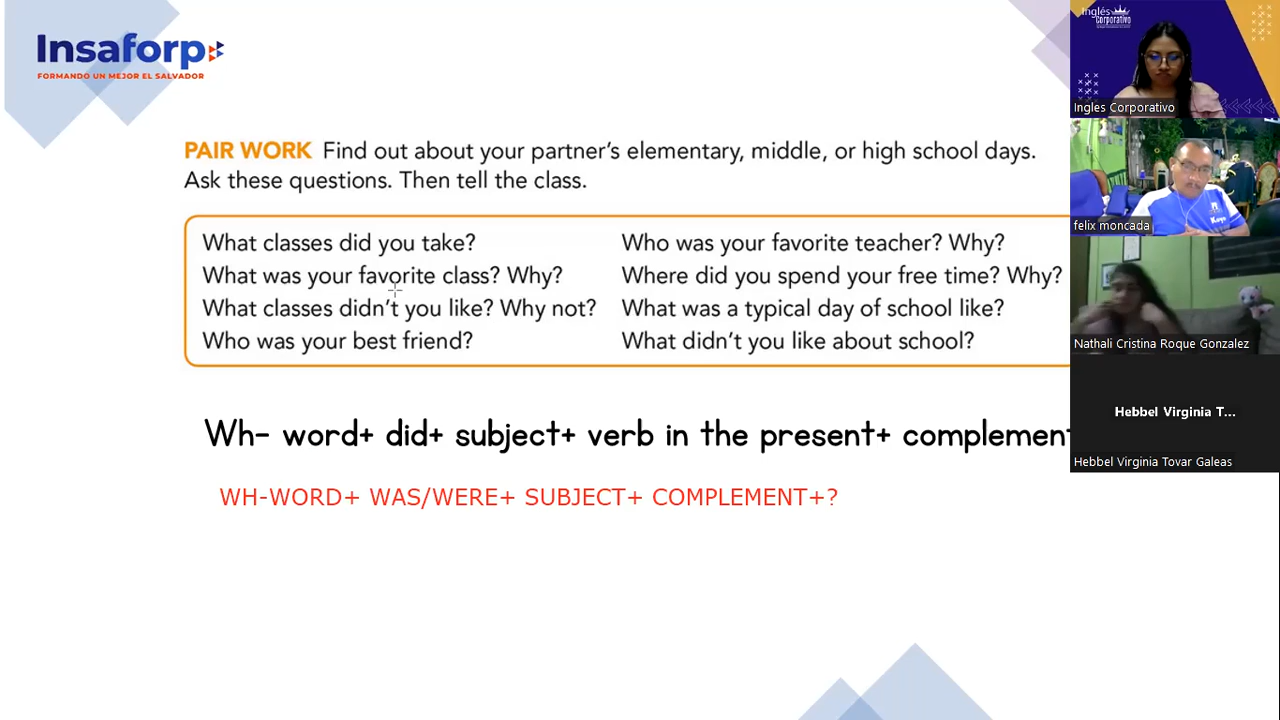 Insaforp
FORMANDO UN MEJOR EL SALVADOR
PAIR WORK Find out about your partner's elementary, middle, or high school days.
Ask these questions. Then tell the class.
What classes did you take?
What was your favorite class? Why?
What classes didn't you like? Why not?
Who was your best friend?
Who was your favorite teacher? Why?
Where did you spend your free time? Why?
What was a typical day of school like?
What didn't you like about school?
Wh- word+ did+ subject+ verb in the present+ complement
WH-WORD+ WAS/WERE+ SUBJECT+ COMPLEMENT+?
Inglés
corporativo
Ingles Corporativo
felix moncada
Nathali Cristina Roque Gonzalez
Hebbel Virginia T...
Hebbel Virginia Tovar Galeas